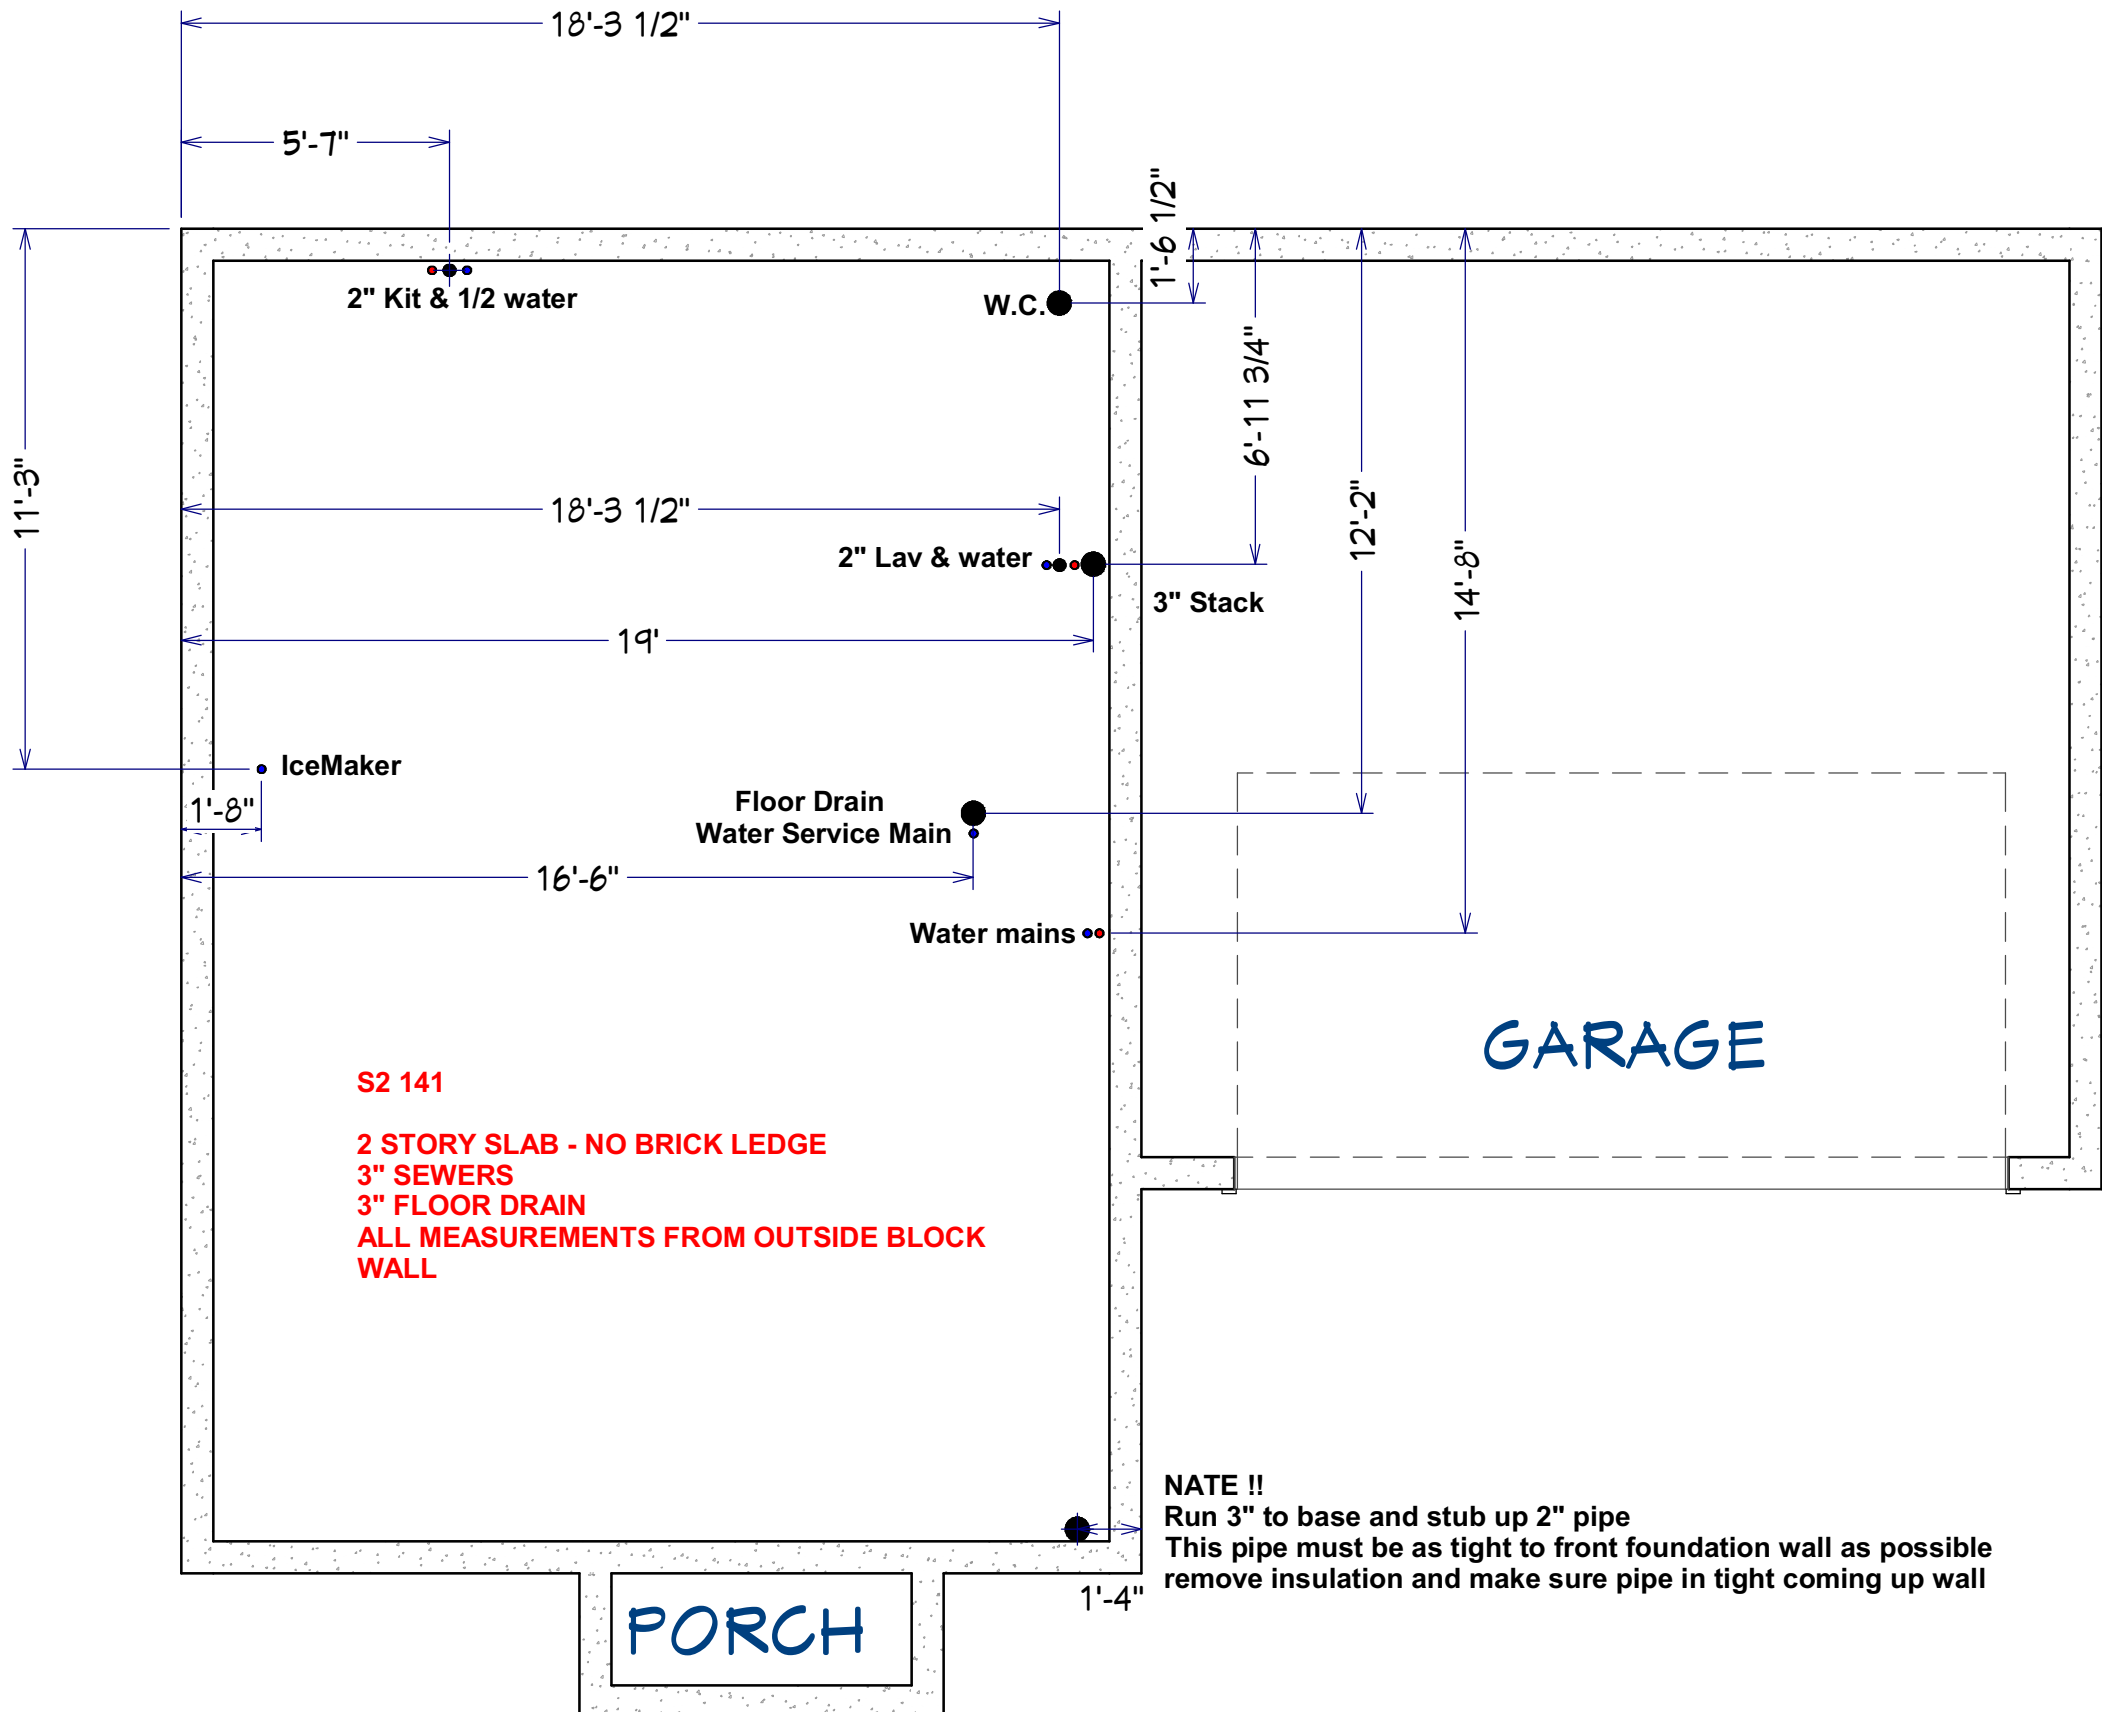 18'-3 1/2"
5'-7"
1'-6 1/2"
2" Kit & 1/2 water
W.C.
6'-11 3/4"
11'-3"
18'-3 1/2"
12'-2"
2" Lav & water
14'-8"
3" Stack
19'
IceMaker
1'-8"
Floor Drain
Water Service Main
16'-6"
Water mains
GARAGE
S2 141
2 STORY SLAB - NO BRICK LEDGE
3" SEWERS
3" FLOOR DRAIN
ALL MEASUREMENTS FROM OUTSIDE BLOCK
WALL
NATE !!
Run 3" to base and stub up 2" pipe
This pipe must be as tight to front foundation wall as possible
remove insulation and make sure pipe in tight coming up wall
1'-4"
PORCH